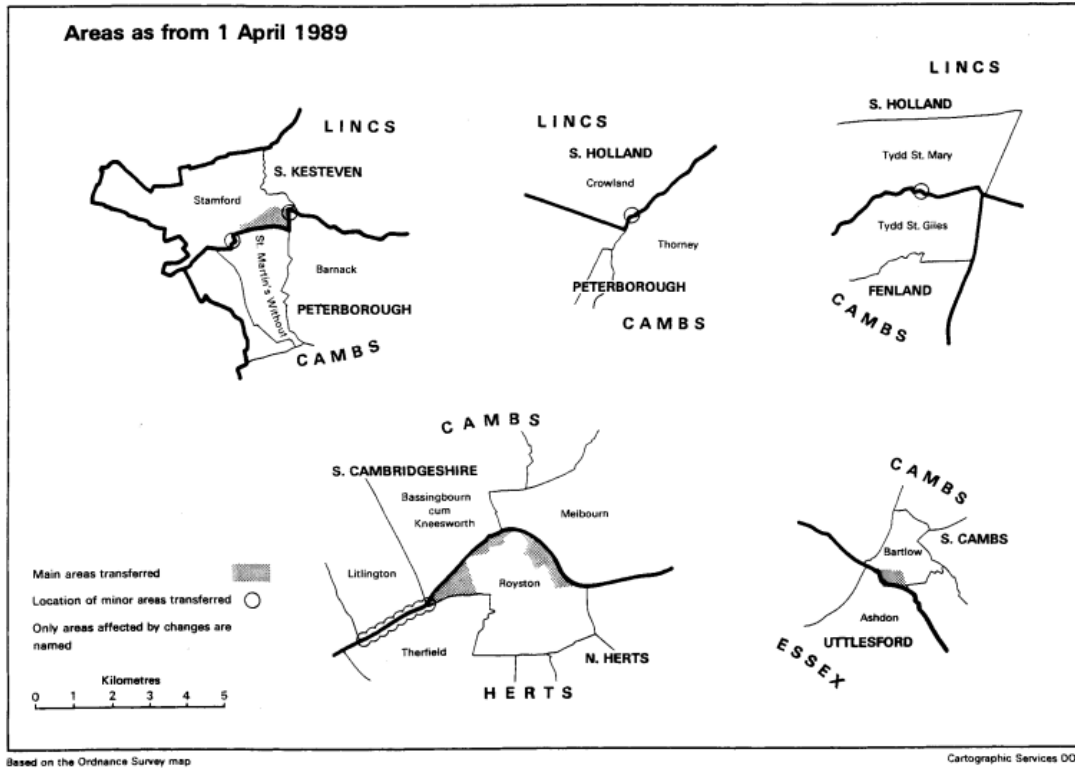 Areas as from 1 April 1989
LINCS
S. KESTEVEN
Stamford
St. Martin's Without
Barnack
PETERBOROUGH
CAMBS
LINCS
S. HOLLAND
Crowland
Thorney
PETERBOROUGH
CAMBS
LINCS
S. HOLLAND
Tydd St. Mary
Tydd St. Giles
FENLAND
CAMBS
CAMBS
S. CAMBRIDGESHIRE
Bassingbourn
cum
Kneesworth
Melbourn
Litlington
Royston
Therfield
N. HERTS
HERTS
CAMBS
S. CAMBS
Bartlow
Ashdon
UTTLESFORD
ESSEX
Main areas transferred
Location of minor areas transferred
Only areas affected by changes are
named
Kilometres
0 1 2 3 4 5
Based on the Ordnance Survey map
Cartographic Services DO